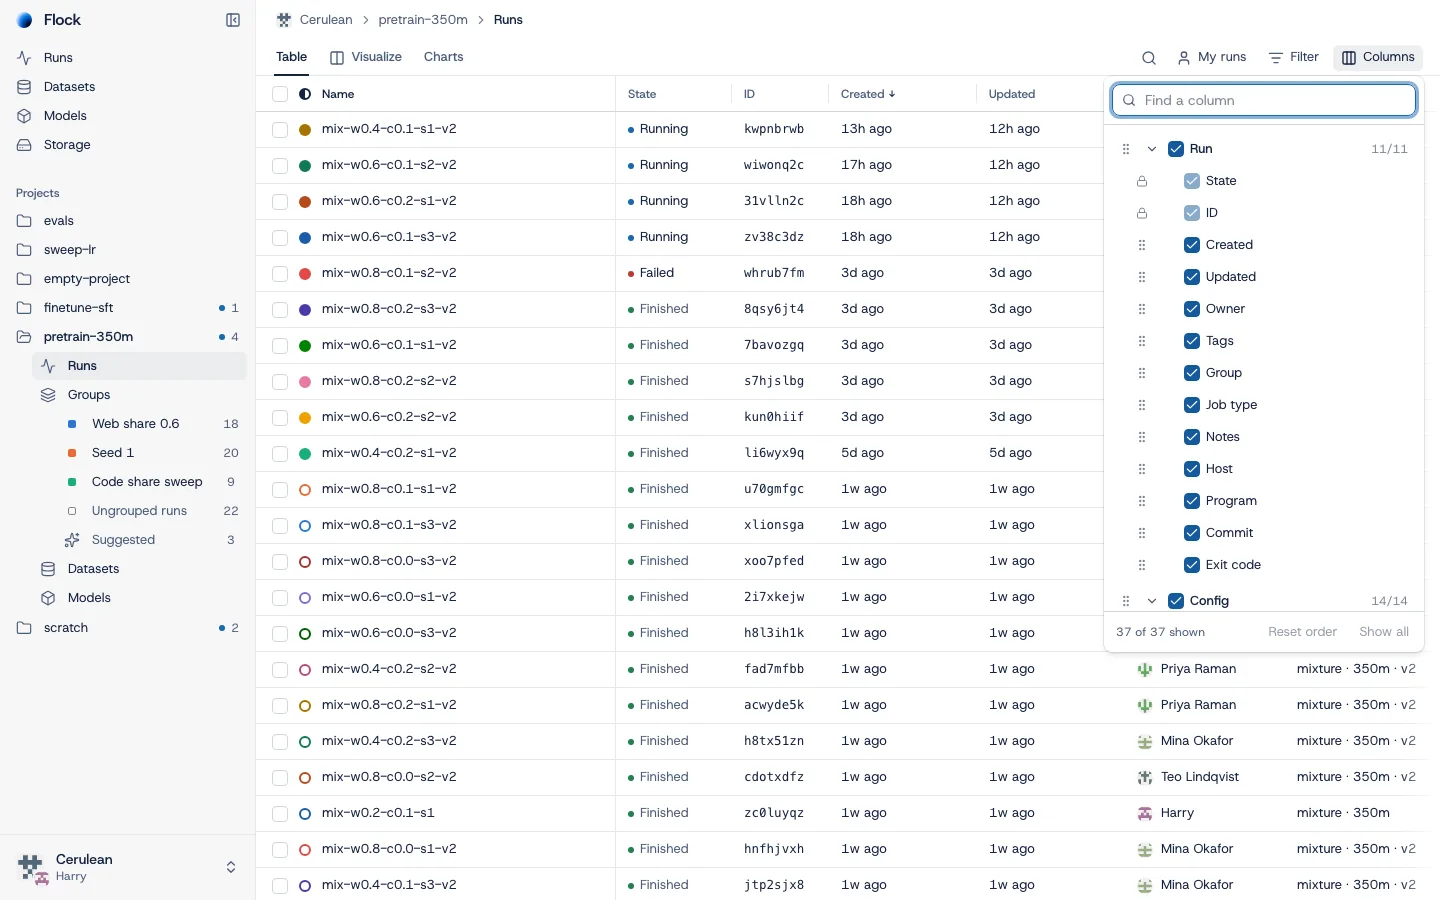 Flock
Runs
Datasets
Models
Storage
Projects
evals
sweep-lr
empty-project
finetune-sft 1
pretrain-350m 4
Runs
Groups
Web share 0.6 18
Seed 1 20
Code share sweep 9
Ungrouped runs 22
Suggested 3
Datasets
Models
scratch 2
Cerulean
Harry
Cerulean > pretrain-350m > Runs
Table Visualize Charts My runs Filter Columns
Name State ID Created ↓ Updated
mix-w0.4-c0.1-s1-v2 Running kwpnbrwb 13h ago 12h ago
mix-w0.6-c0.1-s2-v2 Running wiwonq2c 17h ago 12h ago
mix-w0.6-c0.2-s1-v2 Running 31vlln2c 18h ago 12h ago
mix-w0.6-c0.1-s3-v2 Running zv38c3dz 18h ago 12h ago
mix-w0.8-c0.1-s2-v2 Failed whrub7fm 3d ago 3d ago
mix-w0.8-c0.2-s3-v2 Finished 8qsy6jt4 3d ago 3d ago
mix-w0.6-c0.1-s1-v2 Finished 7bavozgq 3d ago 3d ago
mix-w0.8-c0.2-s2-v2 Finished s7hjslbg 3d ago 3d ago
mix-w0.6-c0.2-s2-v2 Finished kun0hiif 3d ago 3d ago
mix-w0.4-c0.2-s1-v2 Finished li6wyx9q 5d ago 5d ago
mix-w0.8-c0.1-s1-v2 Finished u70gmfgc 1w ago 1w ago
mix-w0.8-c0.1-s3-v2 Finished xlionsga 1w ago 1w ago
mix-w0.8-c0.0-s3-v2 Finished xoo7pfed 1w ago 1w ago
mix-w0.6-c0.0-s1-v2 Finished 2i7xkejw 1w ago 1w ago
mix-w0.6-c0.0-s3-v2 Finished h8l3ih1k 1w ago 1w ago
mix-w0.4-c0.2-s2-v2 Finished fad7mfbb 1w ago 1w ago Priya Raman mixture · 350m · v2
mix-w0.8-c0.2-s1-v2 Finished acwyde5k 1w ago 1w ago Priya Raman mixture · 350m · v2
mix-w0.4-c0.2-s3-v2 Finished h8tx51zn 1w ago 1w ago Mina Okafor mixture · 350m · v2
mix-w0.8-c0.0-s2-v2 Finished cdotxdfz 1w ago 1w ago Teo Lindqvist mixture · 350m · v2
mix-w0.2-c0.1-s1 Finished zc0luyqz 1w ago 1w ago Harry mixture · 350m
mix-w0.8-c0.0-s1-v2 Finished hnfhjvxh 1w ago 1w ago Mina Okafor mixture · 350m · v2
mix-w0.4-c0.1-s3-v2 Finished jtp2sjx8 1w ago 1w ago Mina Okafor mixture · 350m · v2
Find a column
Run 11/11
State
ID
Created
Updated
Owner
Tags
Group
Job type
Notes
Host
Program
Commit
Exit code
Config 14/14
37 of 37 shown Reset order Show all